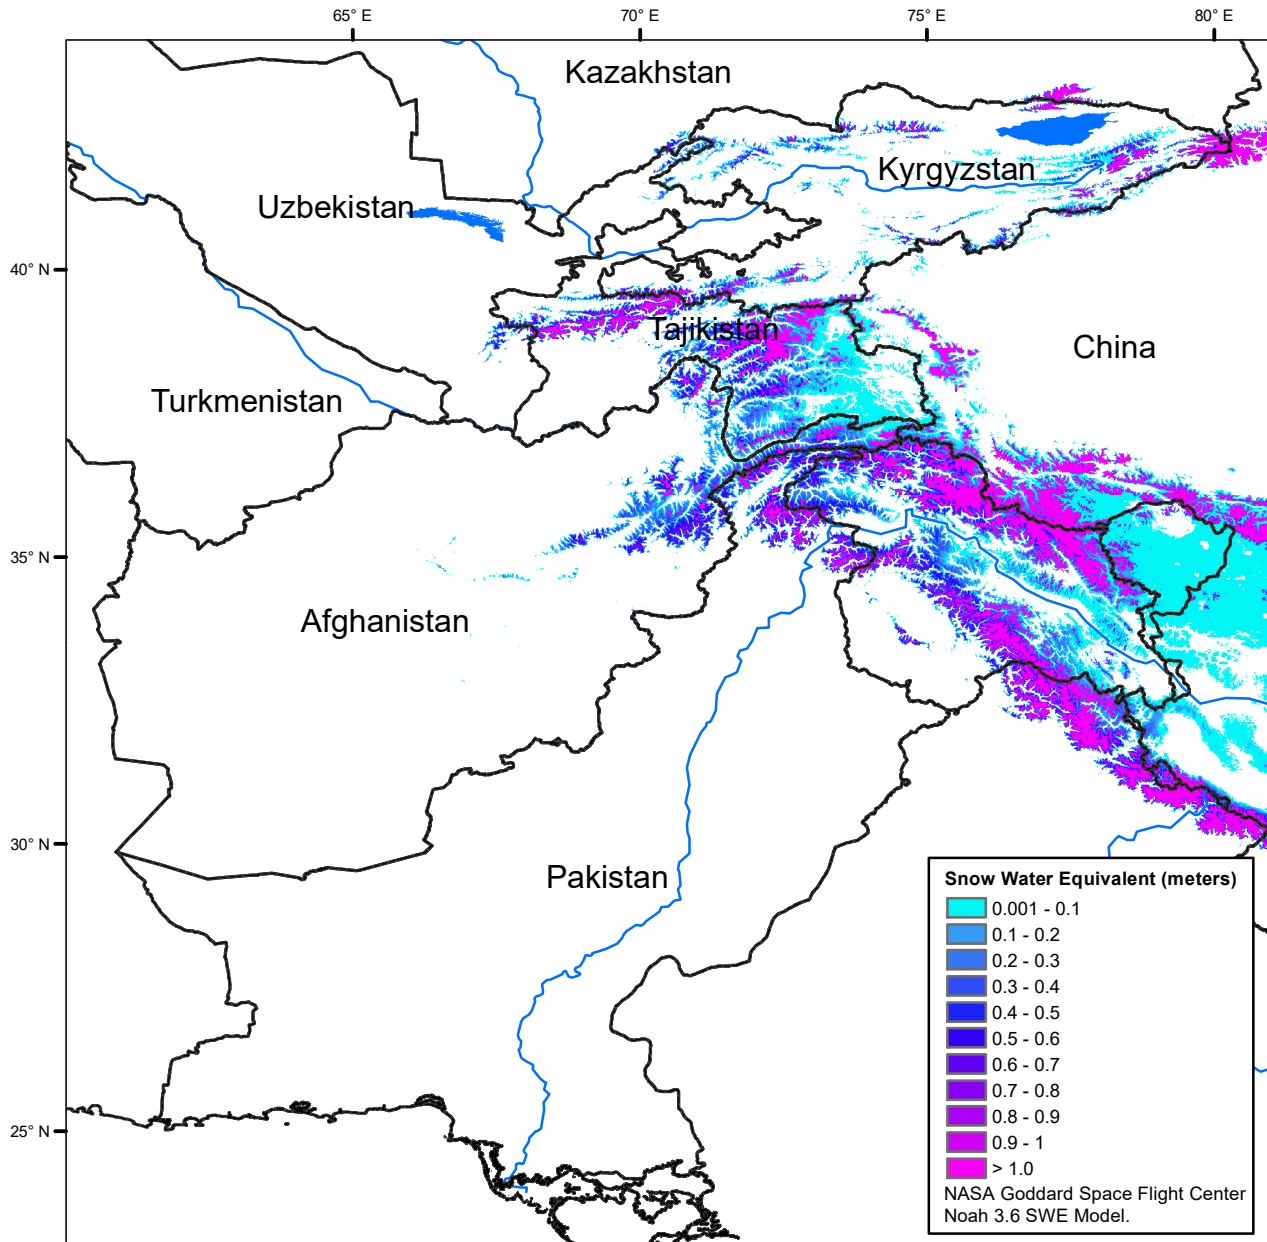 65° E
70° E
75° E
80° E
Kazakhstan
Kyrgyzstan
Uzbekistan
40° N
Tajikistan
China
Turkmenistan
35° N
Afghanistan
30° N
Pakistan
25° N
Snow Water Equivalent (meters)
0.001 - 0.1
0.1 - 0.2
0.2 - 0.3
0.3 - 0.4
0.4 - 0.5
0.5 - 0.6
0.6 - 0.7
0.7 - 0.8
0.8 - 0.9
0.9 - 1
> 1.0
NASA Goddard Space Flight Center
Noah 3.6 SWE Model.